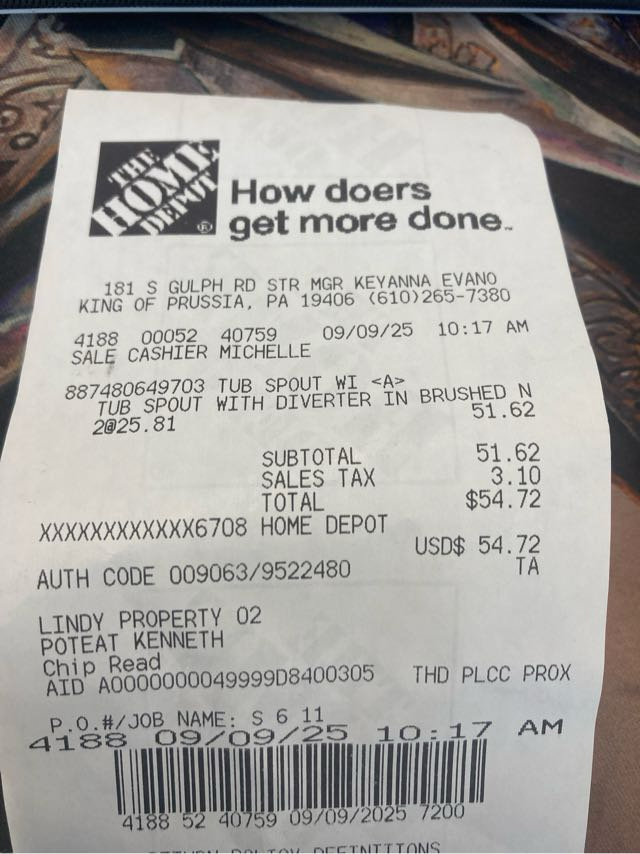 THE
HOME
DEPOT
®
How doers
get more done™
181 S GULPH RD STR MGR KEYANNA EVANO
KING OF PRUSSIA, PA 19406 (610)265-7380
4188 00052 40759 09/09/25 10:17 AM
SALE CASHIER MICHELLE
887480649703 TUB SPOUT WI <A>
TUB SPOUT WITH DIVERTER IN BRUSHED N
2@25.81 51.62
SUBTOTAL 51.62
SALES TAX 3.10
TOTAL $54.72
XXXXXXXXXXXX6708 HOME DEPOT
USD$ 54.72
AUTH CODE 009063/9522480 TA
LINDY PROPERTY 02
POTEAT KENNETH
Chip Read
AID A0000000049999D8400305 THD PLCC PROX
P.O.#/JOB NAME: S 6 11
4188 09/09/25 10:17 AM
4188 52 40759 09/09/2025 7200
RETURN POLICY DEFINITIONS